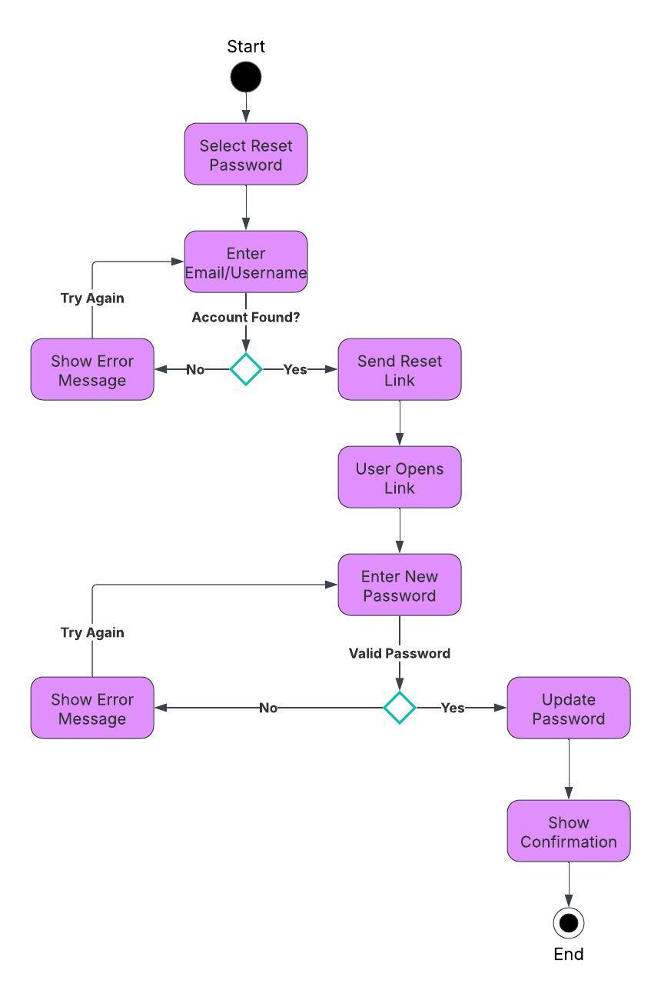 Start
Select Reset
Password
Enter
Email/Username
Try Again
Account Found?
Show Error
Message
No
Yes
Send Reset
Link
User Opens
Link
Enter New
Password
Try Again
Valid Password
Show Error
Message
No
Yes
Update
Password
Show
Confirmation
End